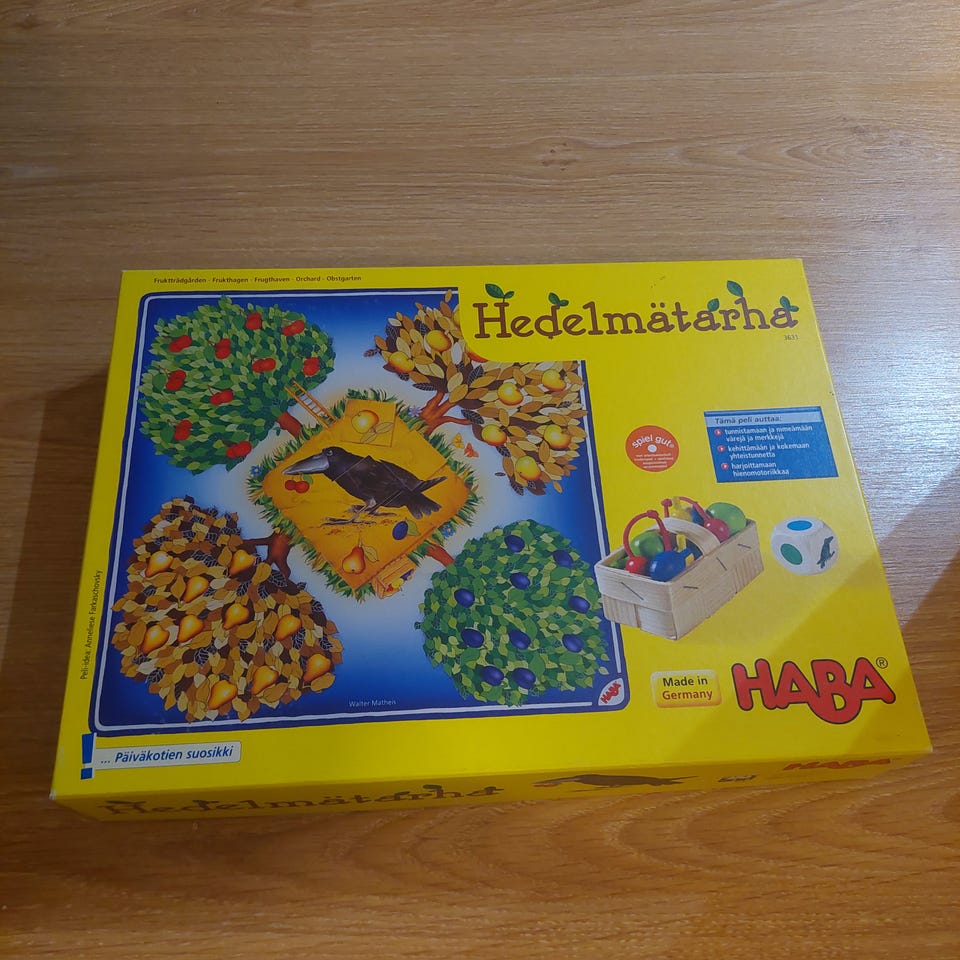 Fruktträdgården · Frukthagen · Frugthaven · Orchard · Obstgarten
Hedelmätarha
3631
Tämä peli auttaa:
tunnistamaan ja nimeämään
värejä ja merkkejä
kehittämään ja kokemaan
yhteistunnetta
harjoittamaan
hienomotoriikkaa
spiel gut
Peli-idea: Anneliese Farkaschovsky
Walter Matheis
HABA
Made in
Germany
HABA®
... Päiväkotien suosikki
Hedelmätarha
HABA